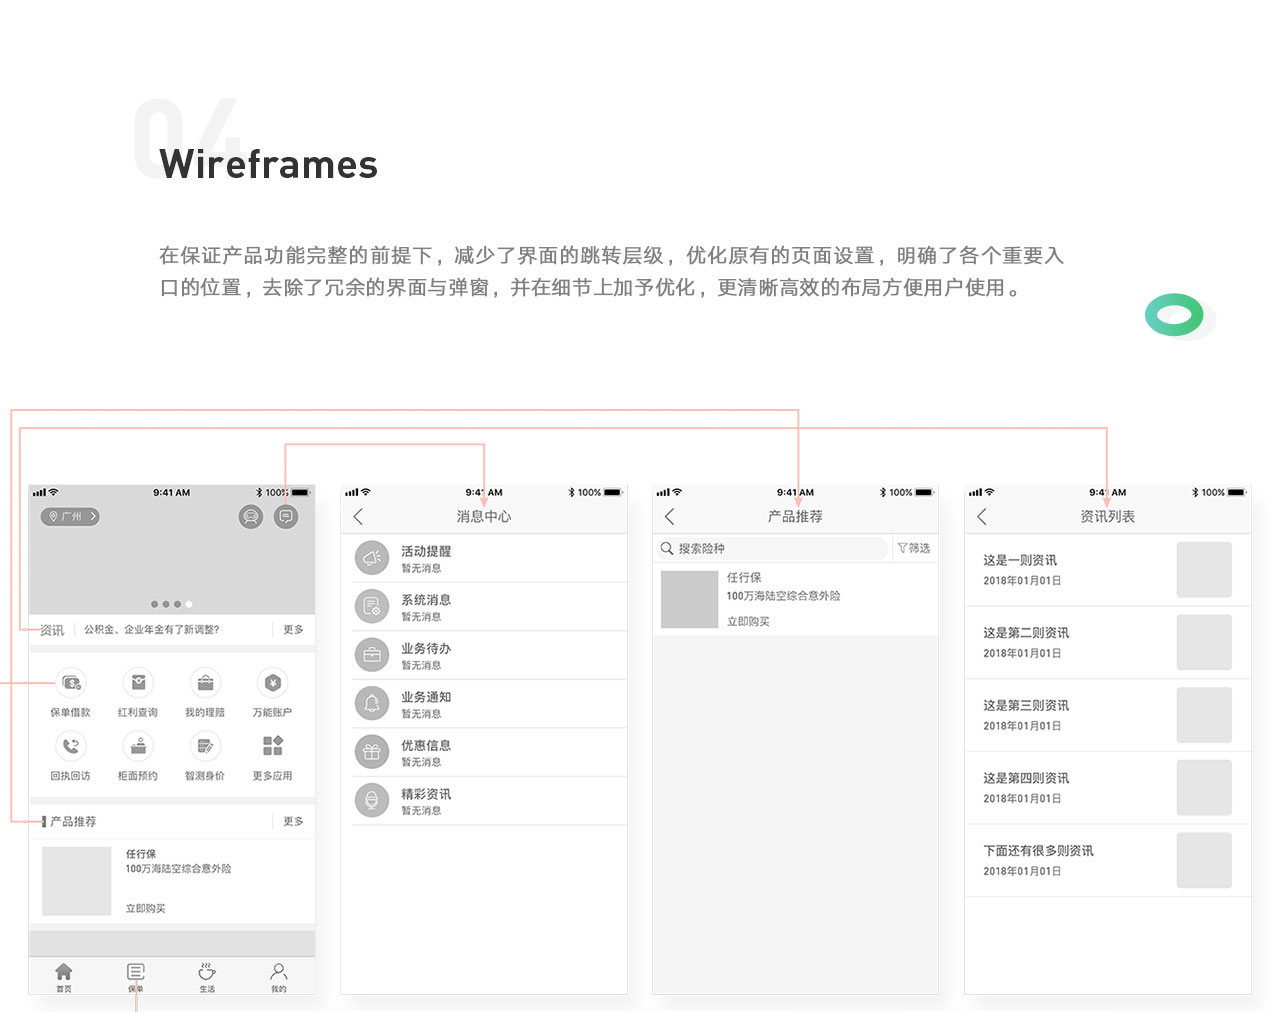 04
Wireframes
在保证产品功能完整的前提下，减少了界面的跳转层级，优化原有的页面设置，明确了各个重要入
口的位置，去除了冗余的界面与弹窗，并在细节上加予优化，更清晰高效的布局方便用户使用。
9:41 AM 100%
广州
资讯 公积金、企业年金有了新调整? 更多
保单借款 红利查询 我的理赔 万能账户
回执回访 柜面预约 智测身价 更多应用
产品推荐 更多
任行保
100万海陆空综合意外险
立即购买
首页 保单 生活 我的
9:41 AM 100%
消息中心
活动提醒
暂无消息
系统消息
暂无消息
业务待办
暂无消息
业务通知
暂无消息
优惠信息
暂无消息
精彩资讯
暂无消息
9:41 AM 100%
产品推荐
搜索险种 筛选
任行保
100万海陆空综合意外险
立即购买
9:41 AM 100%
资讯列表
这是一则资讯
2018年01月01日
这是第二则资讯
2018年01月01日
这是第三则资讯
2018年01月01日
这是第四则资讯
2018年01月01日
下面还有很多则资讯
2018年01月01日